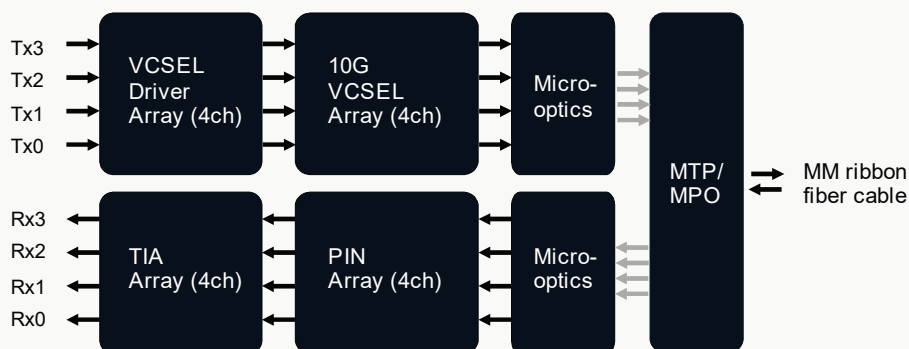 Tx3
Tx2
Tx1
Tx0
VCSEL
Driver
Array (4ch)
10G
VCSEL
Array (4ch)
Micro-
optics
MTP/
MPO
MM ribbon
fiber cable
Rx3
Rx2
Rx1
Rx0
TIA
Array (4ch)
PIN
Array (4ch)
Micro-
optics